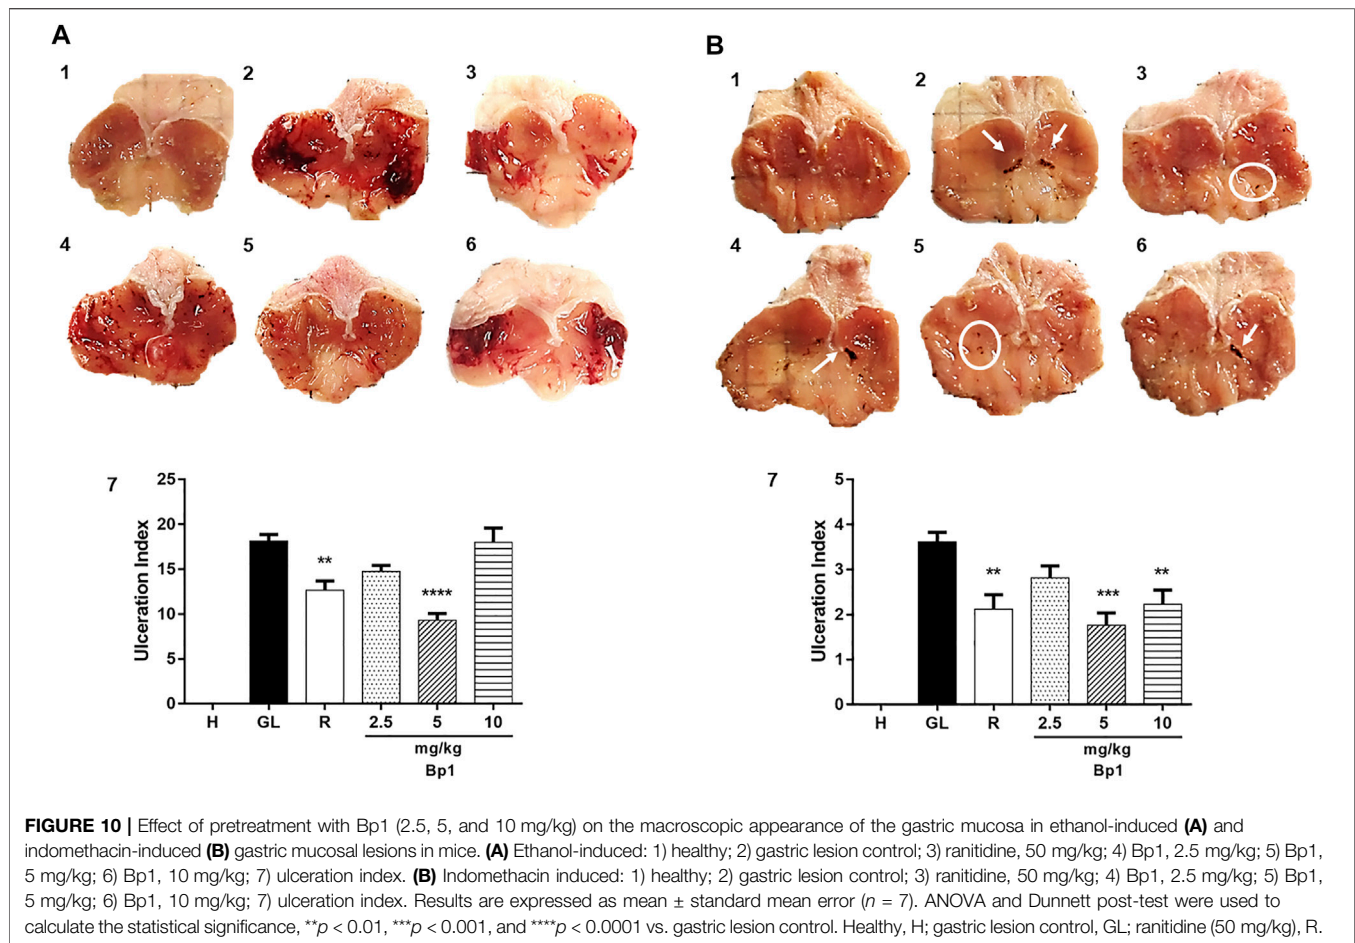 A
1
2
3
4
5
6
7
25
20
15
10
5
0
Ulceration Index
**
****
H
GL
R
2.5
5
10
mg/kg
Bp1
B
1
2
3
4
5
6
7
5
4
3
2
1
0
Ulceration Index
**
***
**
H
GL
R
2.5
5
10
mg/kg
Bp1
FIGURE 10 | Effect of pretreatment with Bp1 (2.5, 5, and 10 mg/kg) on the macroscopic appearance of the gastric mucosa in ethanol-induced (A) and
indomethacin-induced (B) gastric mucosal lesions in mice. (A) Ethanol-induced: 1) healthy; 2) gastric lesion control; 3) ranitidine, 50 mg/kg; 4) Bp1, 2.5 mg/kg; 5) Bp1,
5 mg/kg; 6) Bp1, 10 mg/kg; 7) ulceration index. (B) Indomethacin induced: 1) healthy; 2) gastric lesion control; 3) ranitidine, 50 mg/kg; 4) Bp1, 2.5 mg/kg; 5) Bp1,
5 mg/kg; 6) Bp1, 10 mg/kg; 7) ulceration index. Results are expressed as mean ± standard mean error (n = 7). ANOVA and Dunnett post-test were used to
calculate the statistical significance, **p < 0.01, ***p < 0.001, and ****p < 0.0001 vs. gastric lesion control. Healthy, H; gastric lesion control, GL; ranitidine (50 mg/kg), R.